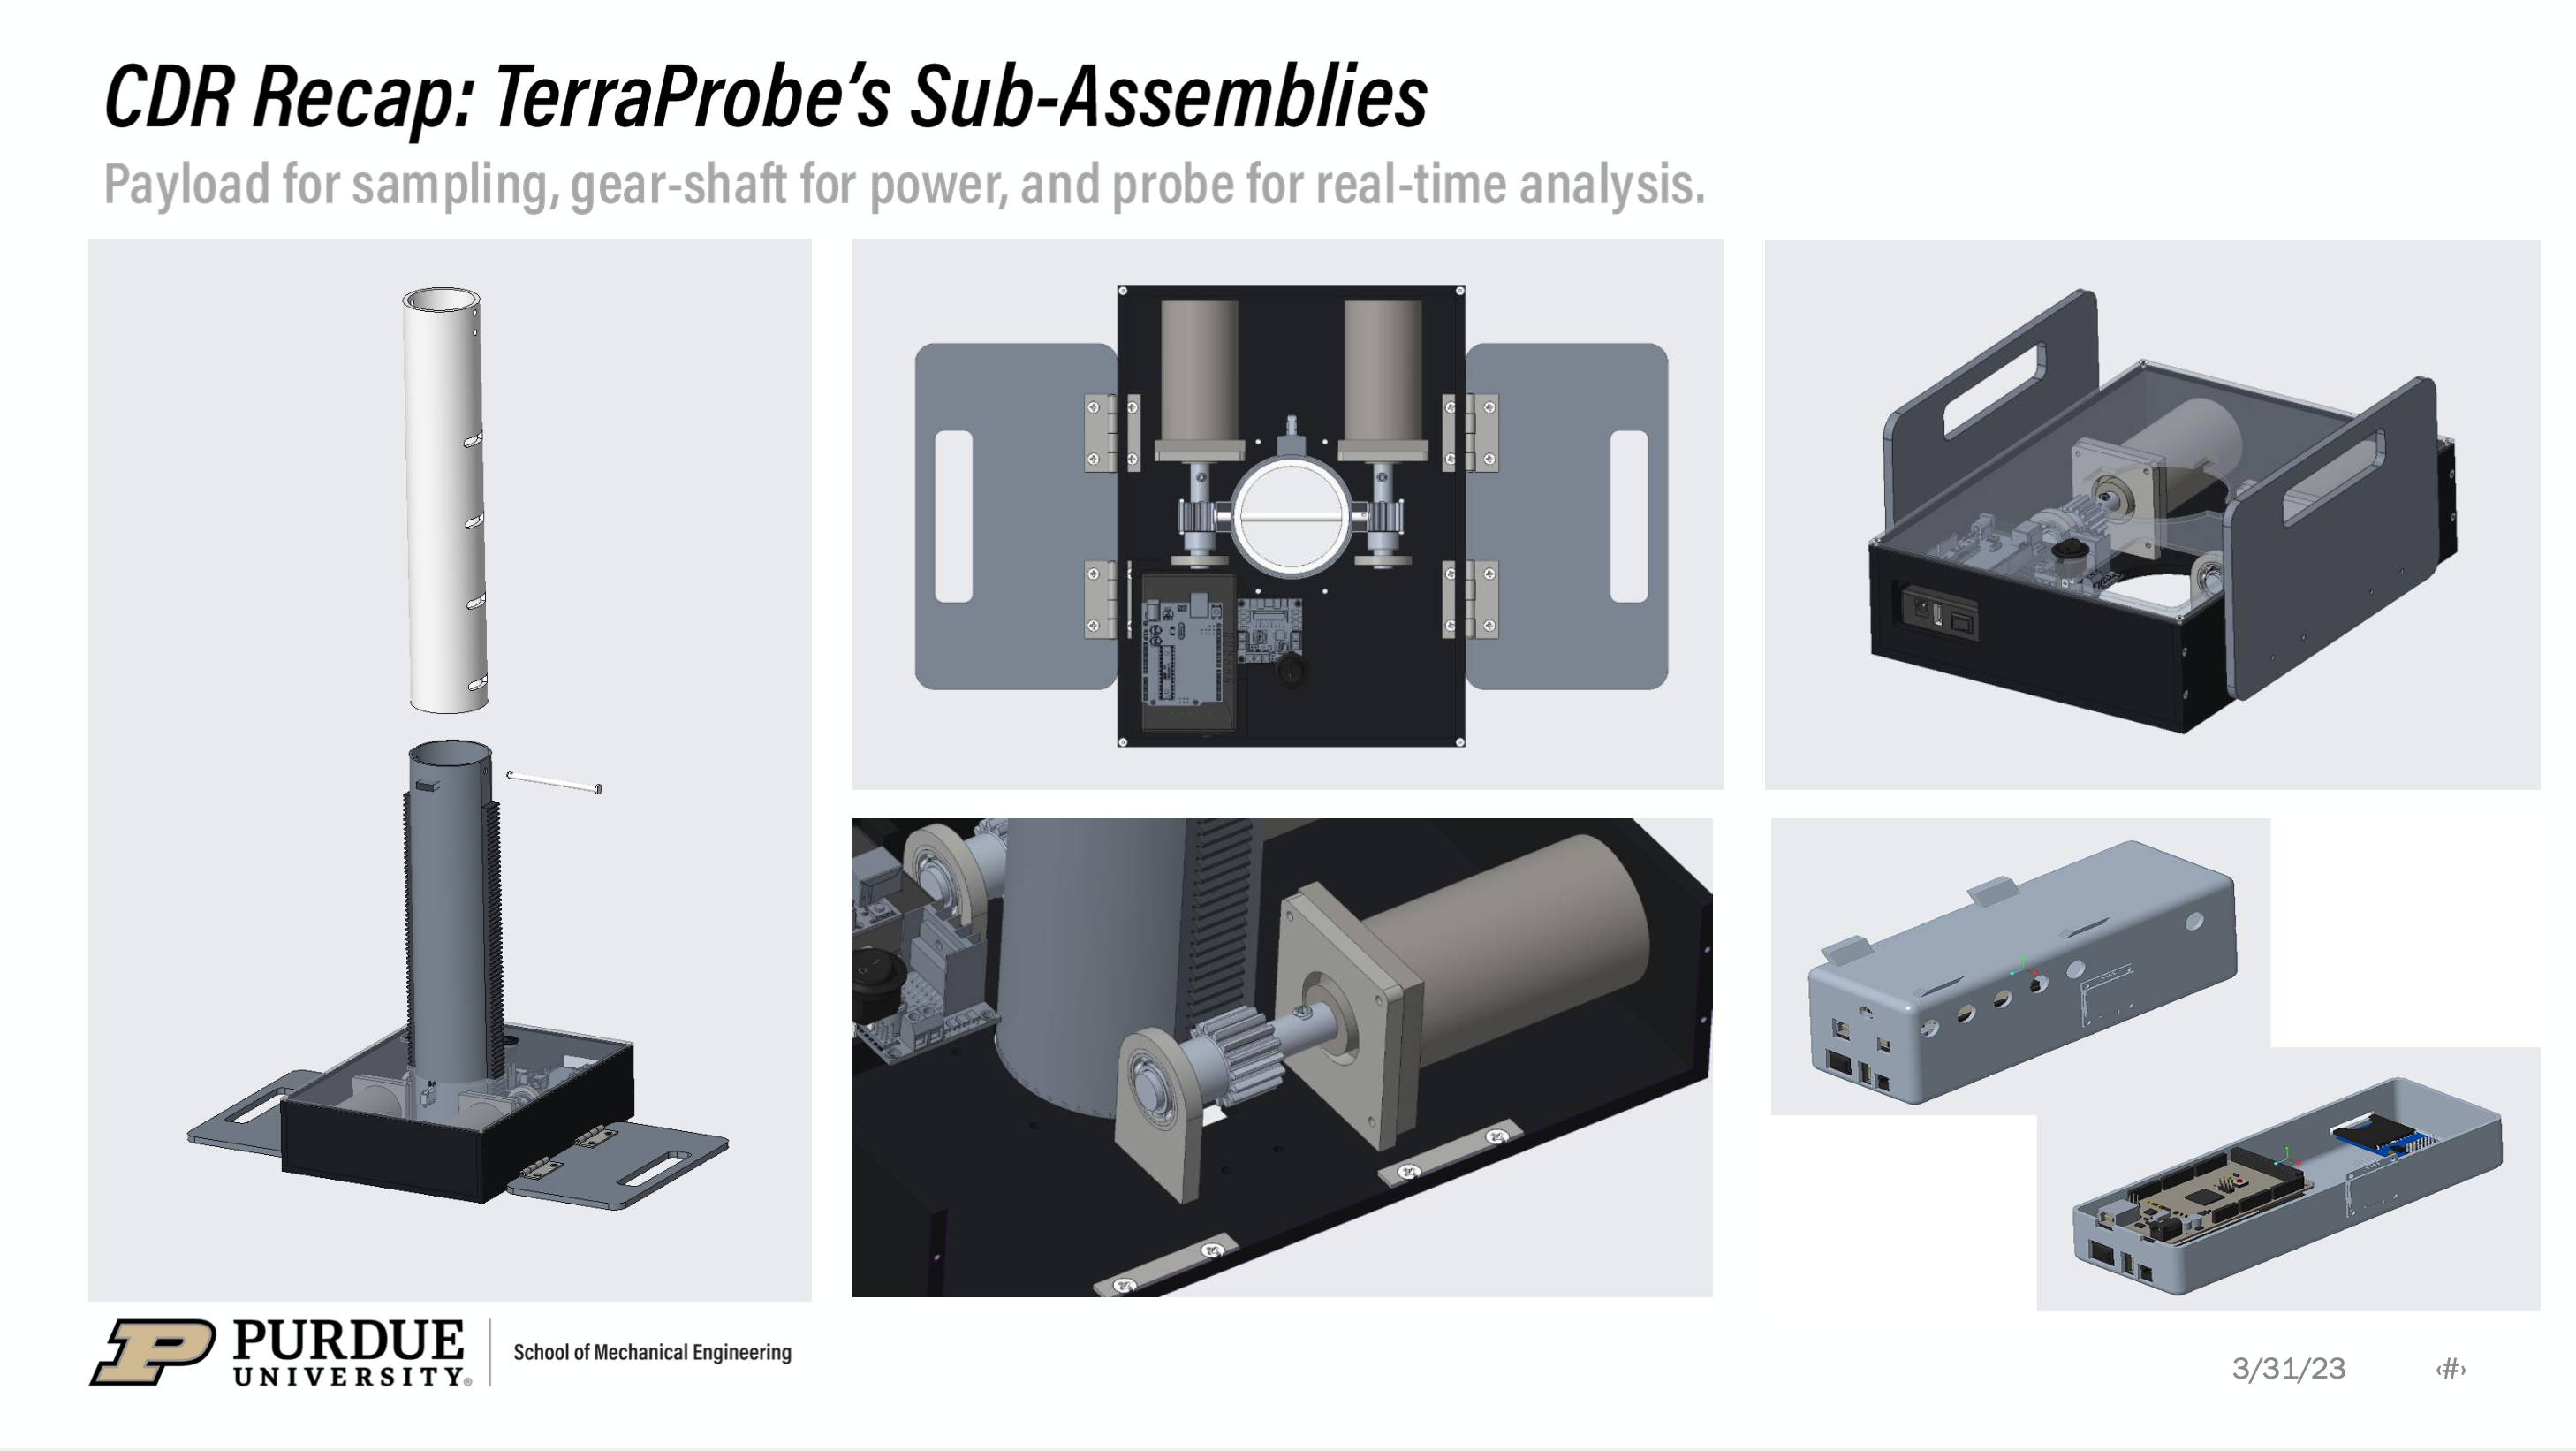 CDR Recap: TerraProbe's Sub-Assemblies
Payload for sampling, gear-shaft for power, and probe for real-time analysis.
PURDUE
UNIVERSITY®
School of Mechanical Engineering
3/31/23
‹#›